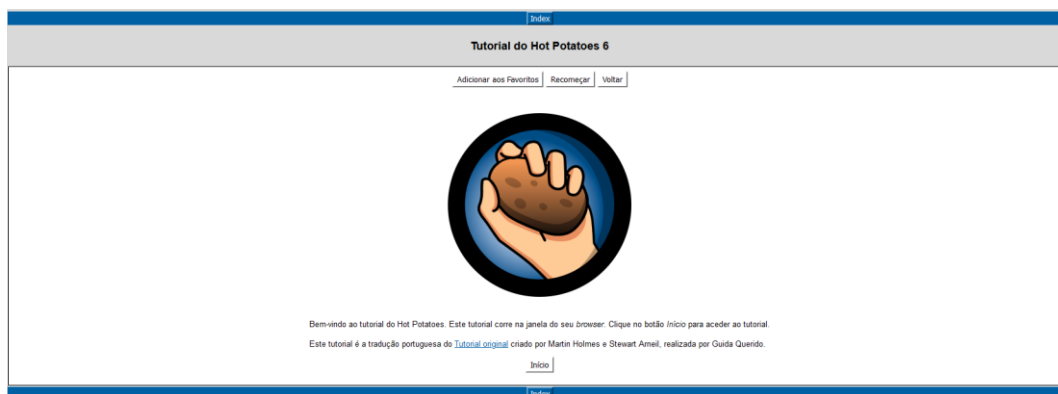 Index
Tutorial do Hot Potatoes 6
Adicionar aos Favoritos Recomeçar Voltar
Bem-vindo ao tutorial do Hot Potatoes. Este tutorial corre na janela do seu browser. Clique no botão Início para aceder ao tutorial.
Este tutorial é a tradução portuguesa do Tutorial original criado por Martin Holmes e Stewart Arneil, realizada por Guida Querido.
Início
Index